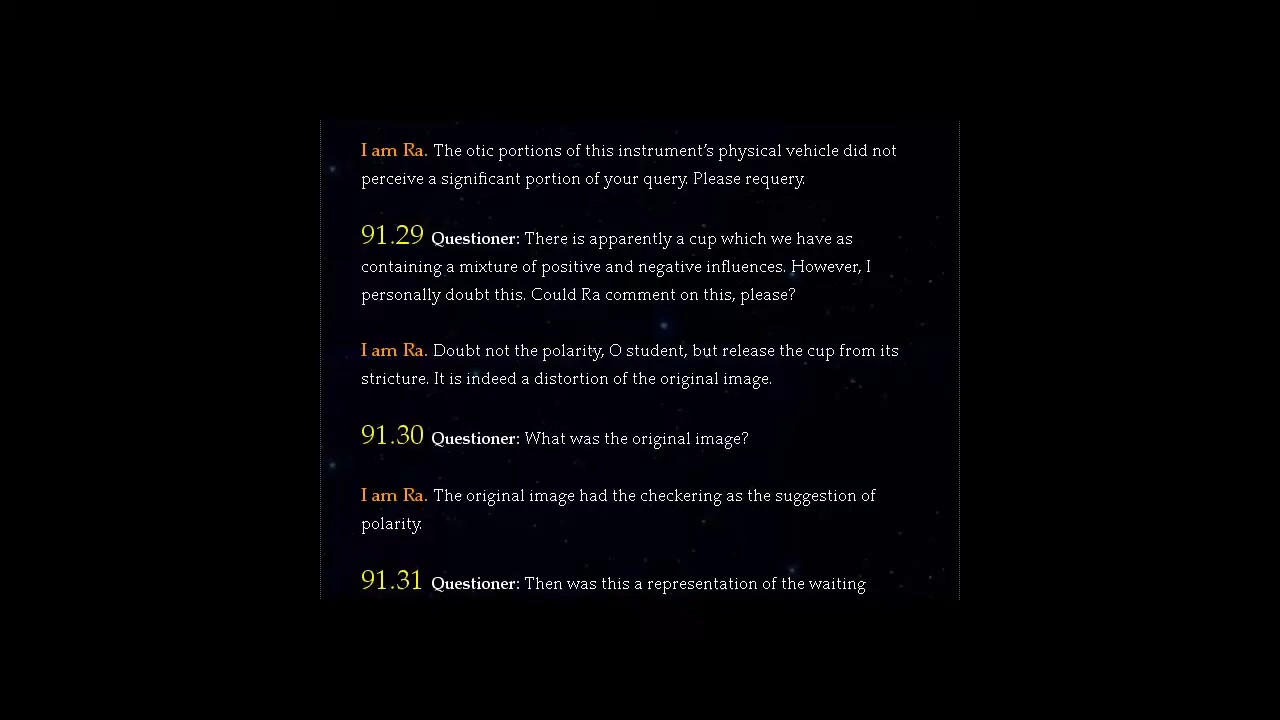 I am Ra. The otic portions of this instrument's physical vehicle did not
perceive a significant portion of your query. Please requery.
91.29 Questioner: There is apparently a cup which we have as
containing a mixture of positive and negative influences. However, I
personally doubt this. Could Ra comment on this, please?
I am Ra. Doubt not the polarity, O student, but release the cup from its
stricture. It is indeed a distortion of the original image.
91.30 Questioner: What was the original image?
I am Ra. The original image had the checkering as the suggestion of
polarity.
91.31 Questioner: Then was this a representation of the waiting